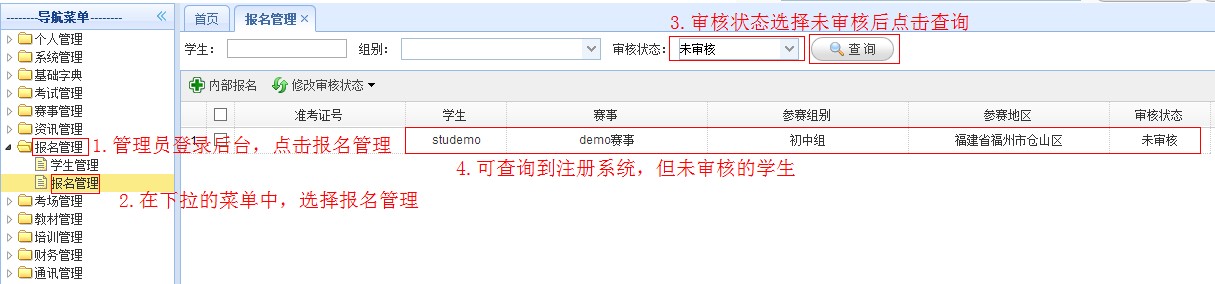 --------导航菜单--------
首页
报名管理
个人管理
系统管理
基础字典
考试管理
赛事管理
资讯管理
报名管理
学生管理
报名管理
考场管理
教材管理
培训管理
财务管理
通讯管理
3.审核状态选择未审核后点击查询
学生： 组别： 审核状态： 未审核 查 询
内部报名 修改审核状态
准考证号 学生 赛事 参赛组别 参赛地区 审核状态
1 studemo demo赛事 初中组 福建省福州市仓山区 未审核
1.管理员登录后台，点击报名管理
4.可查询到注册系统，但未审核的学生
2.在下拉的菜单中，选择报名管理